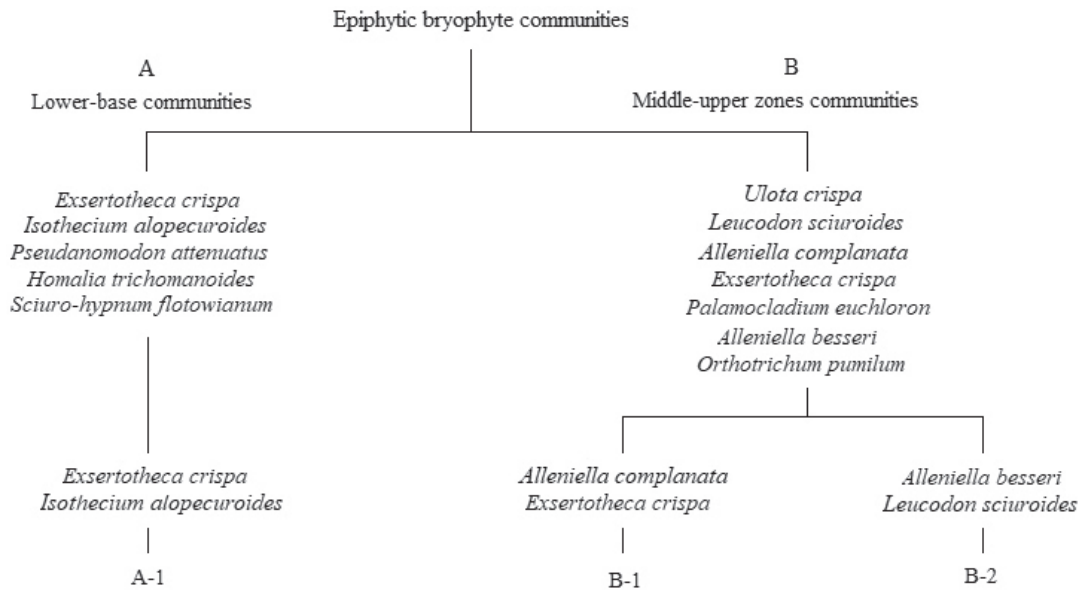 Epiphytic bryophyte communities
A
Lower-base communities
B
Middle-upper zones communities
Exsertotheca crispa
Isothecium alopecuroides
Pseudanomodon attenuatus
Homalia trichomanoides
Sciuro-hypnum flotowianum
Ulota crispa
Leucodon sciuroides
Alleniella complanata
Exsertotheca crispa
Palamocladium euchloron
Alleniella besseri
Orthotrichum pumilum
Exsertotheca crispa
Isothecium alopecuroides
Alleniella complanata
Exsertotheca crispa
Alleniella besseri
Leucodon sciuroides
A-1
B-1
B-2